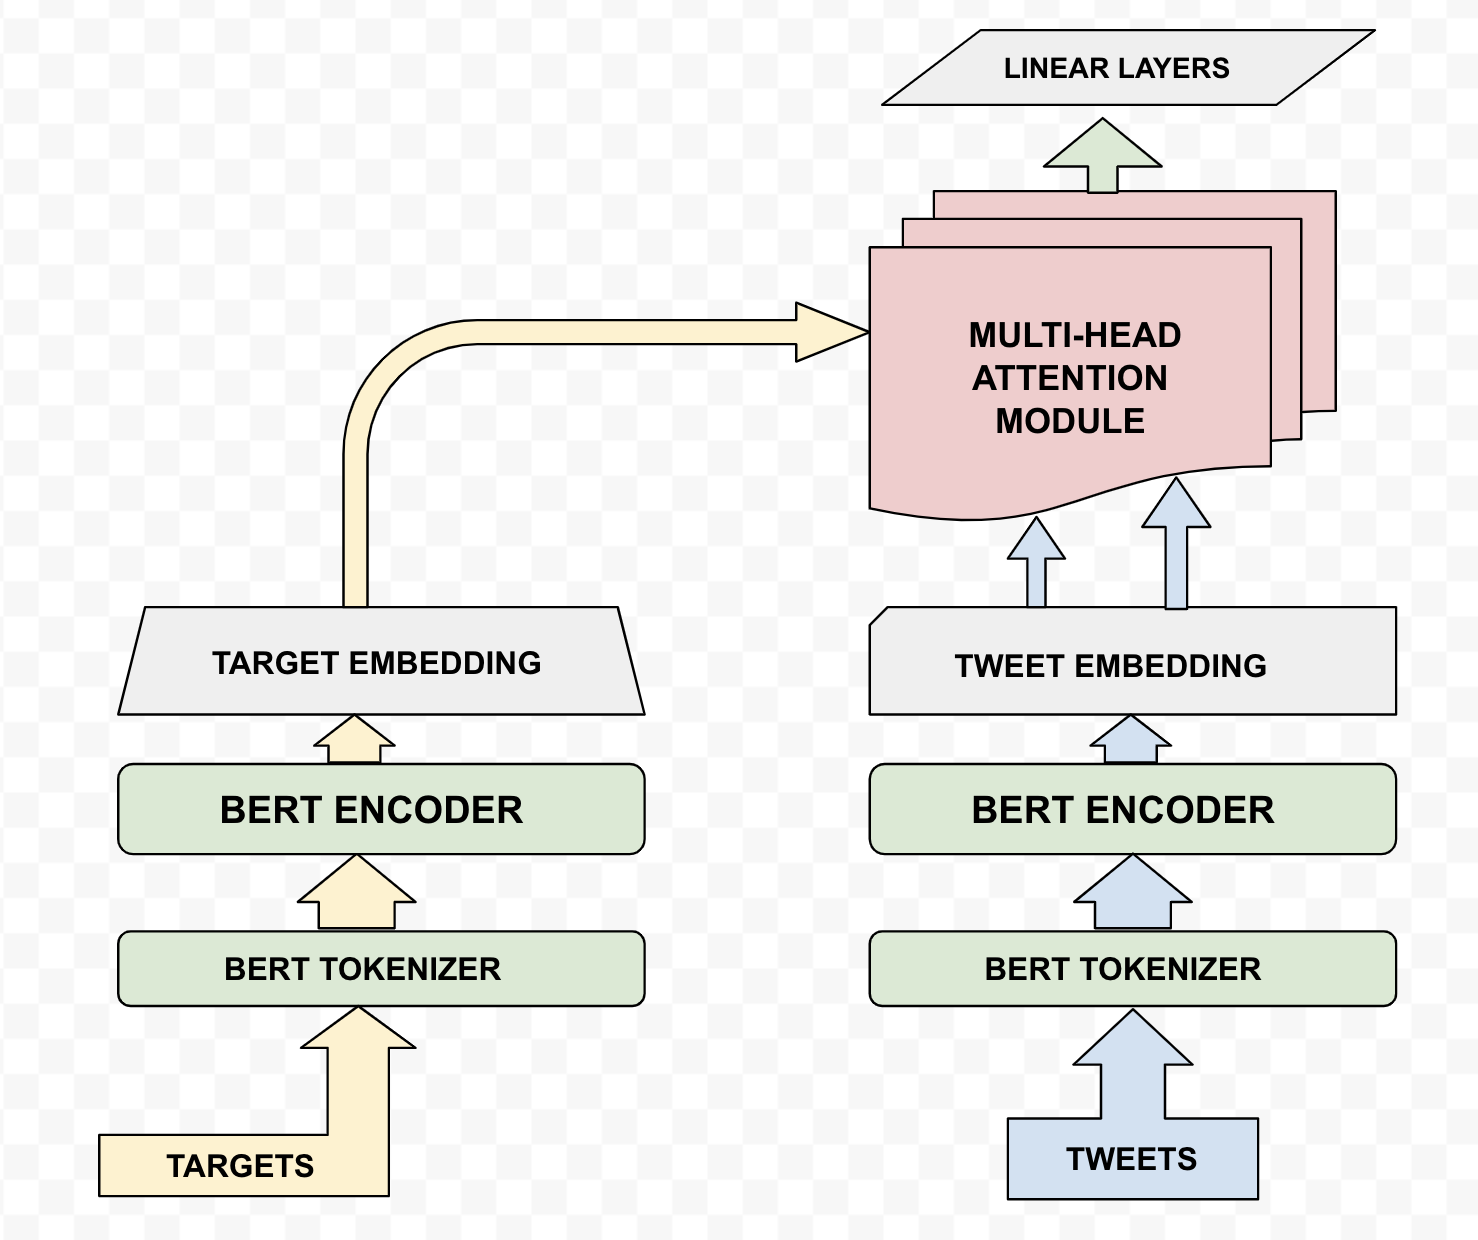 LINEAR LAYERS
MULTI-HEAD
ATTENTION
MODULE
TARGET EMBEDDING
TWEET EMBEDDING
BERT ENCODER
BERT ENCODER
BERT TOKENIZER
BERT TOKENIZER
TARGETS
TWEETS